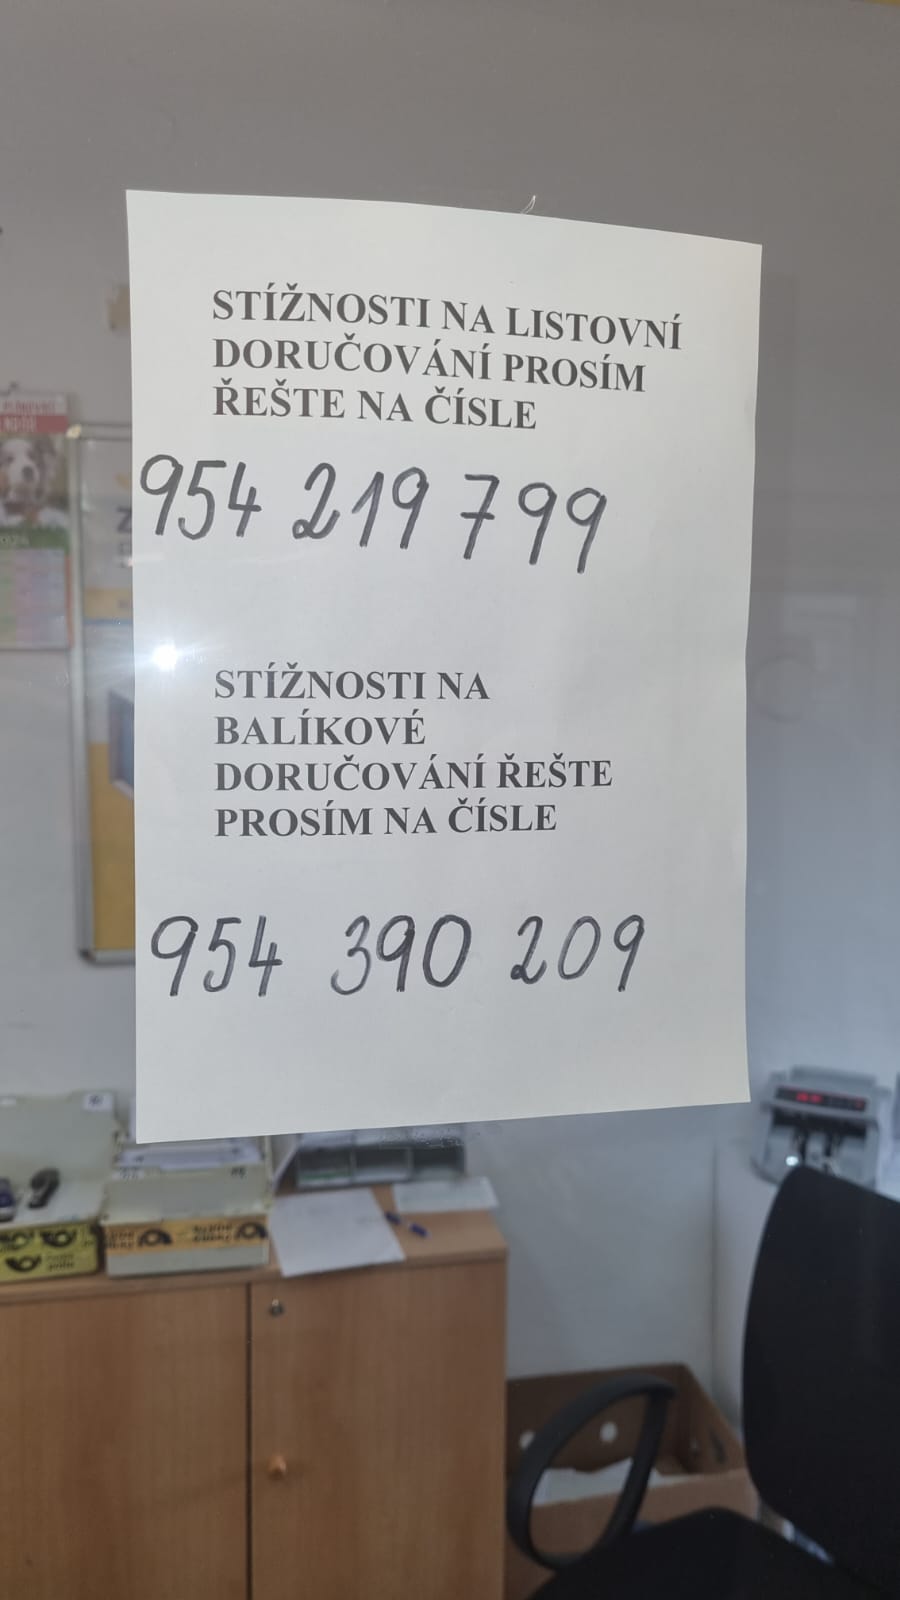 STÍŽNOSTI NA LISTOVNÍ
DORUČOVÁNÍ PROSÍM
ŘEŠTE NA ČÍSLE
954 219 799
STÍŽNOSTI NA
BALÍKOVÉ
DORUČOVÁNÍ ŘEŠTE
PROSÍM NA ČÍSLE
954 390 209